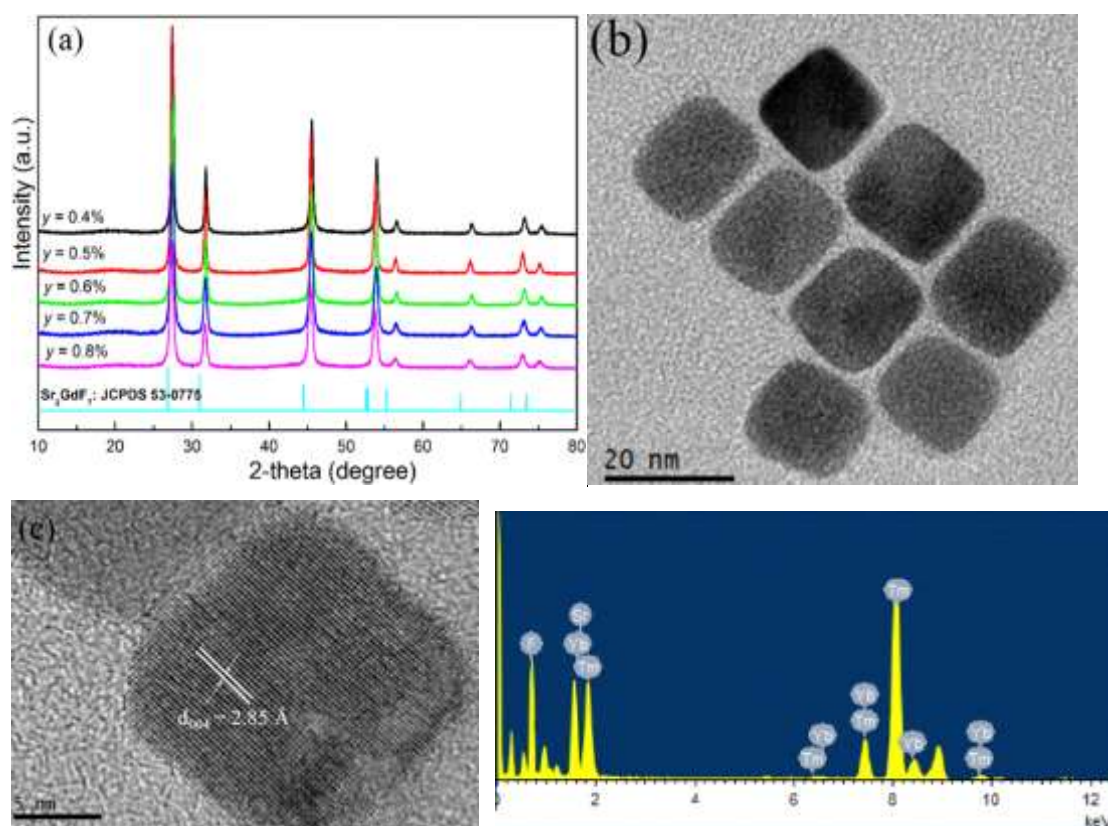 (a)
Intensity (a.u.)
y = 0.4%
y = 0.5%
y = 0.6%
y = 0.7%
y = 0.8%
Sr₂GdF₇: JCPDS 53-0775
10 20 30 40 50 60 70 80
2-theta (degree)
(b)
20 nm
(c)
d₀₀₄ = 2.85 Å
5 nm
F
Sr
Yb
Tm
Yb
Tm
Yb
Tm
Tm
Yb
Yb
Tm
2 4 6 8 10 12
keV